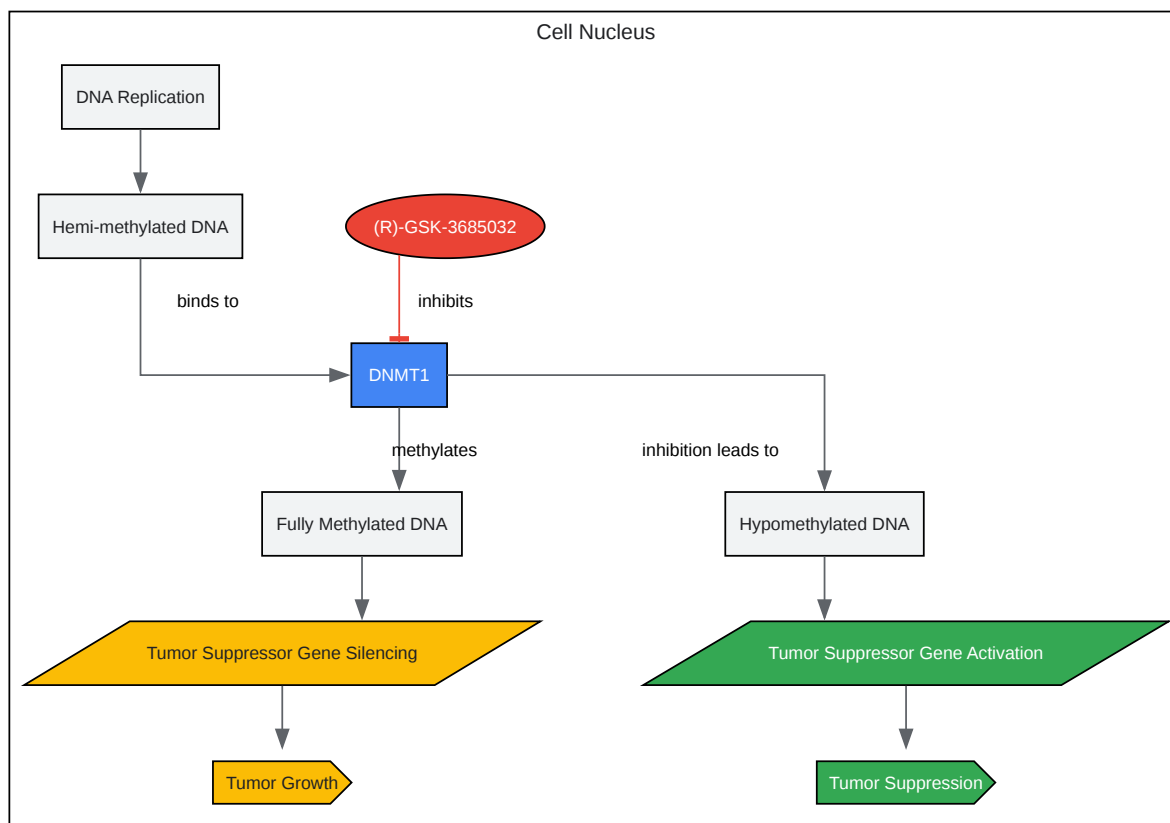 Cell Nucleus
DNA Replication
Hemi-methylated DNA
(R)-GSK-3685032
binds to
inhibits
DNMT1
methylates
inhibition leads to
Fully Methylated DNA
Hypomethylated DNA
Tumor Suppressor Gene Silencing
Tumor Suppressor Gene Activation
Tumor Growth
Tumor Suppression